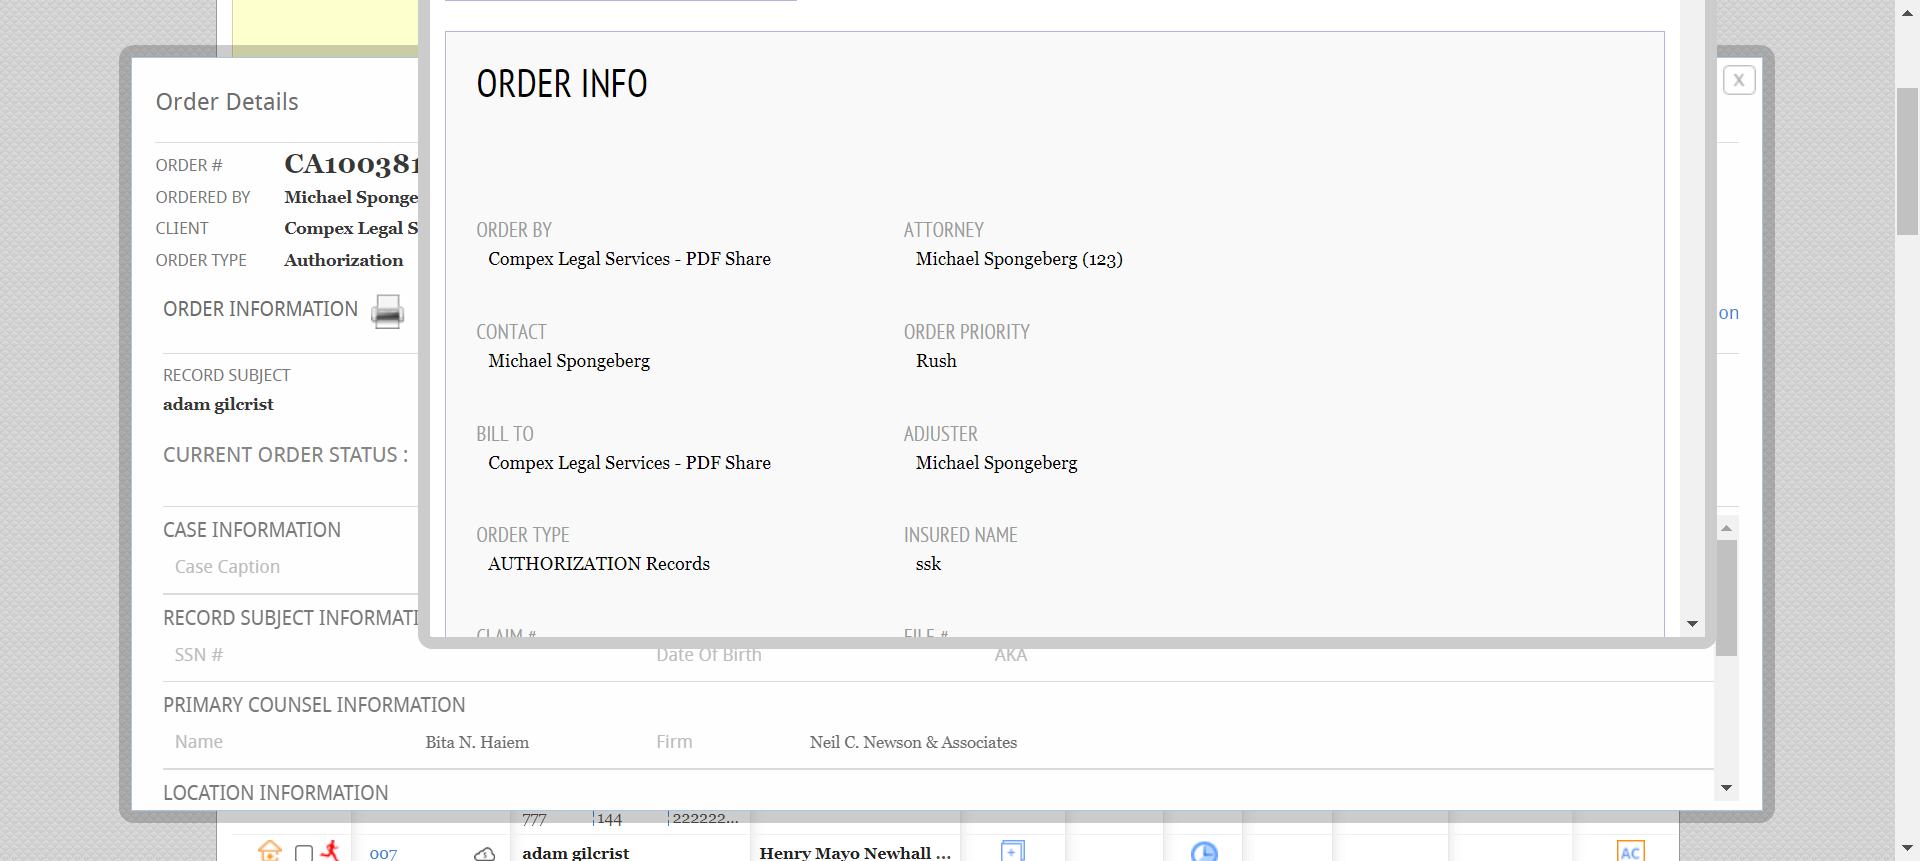 ORDER INFO
ORDER BY
Compex Legal Services - PDF Share
ATTORNEY
Michael Spongeberg (123)
CONTACT
Michael Spongeberg
ORDER PRIORITY
Rush
BILL TO
Compex Legal Services - PDF Share
ADJUSTER
Michael Spongeberg
ORDER TYPE
AUTHORIZATION Records
INSURED NAME
ssk
CLAIM #
FILE #
Order Details
X
ORDER # CA100381
ORDERED BY Michael Sponge
CLIENT Compex Legal S
ORDER TYPE Authorization
ORDER INFORMATION
on
RECORD SUBJECT
adam gilcrist
CURRENT ORDER STATUS :
CASE INFORMATION
Case Caption
RECORD SUBJECT INFORMATI
SSN # Date Of Birth AKA
PRIMARY COUNSEL INFORMATION
Name Bita N. Haiem Firm Neil C. Newson & Associates
LOCATION INFORMATION
777 144 222222...
007 adam gilcrist Henry Mayo Newhall ... AC